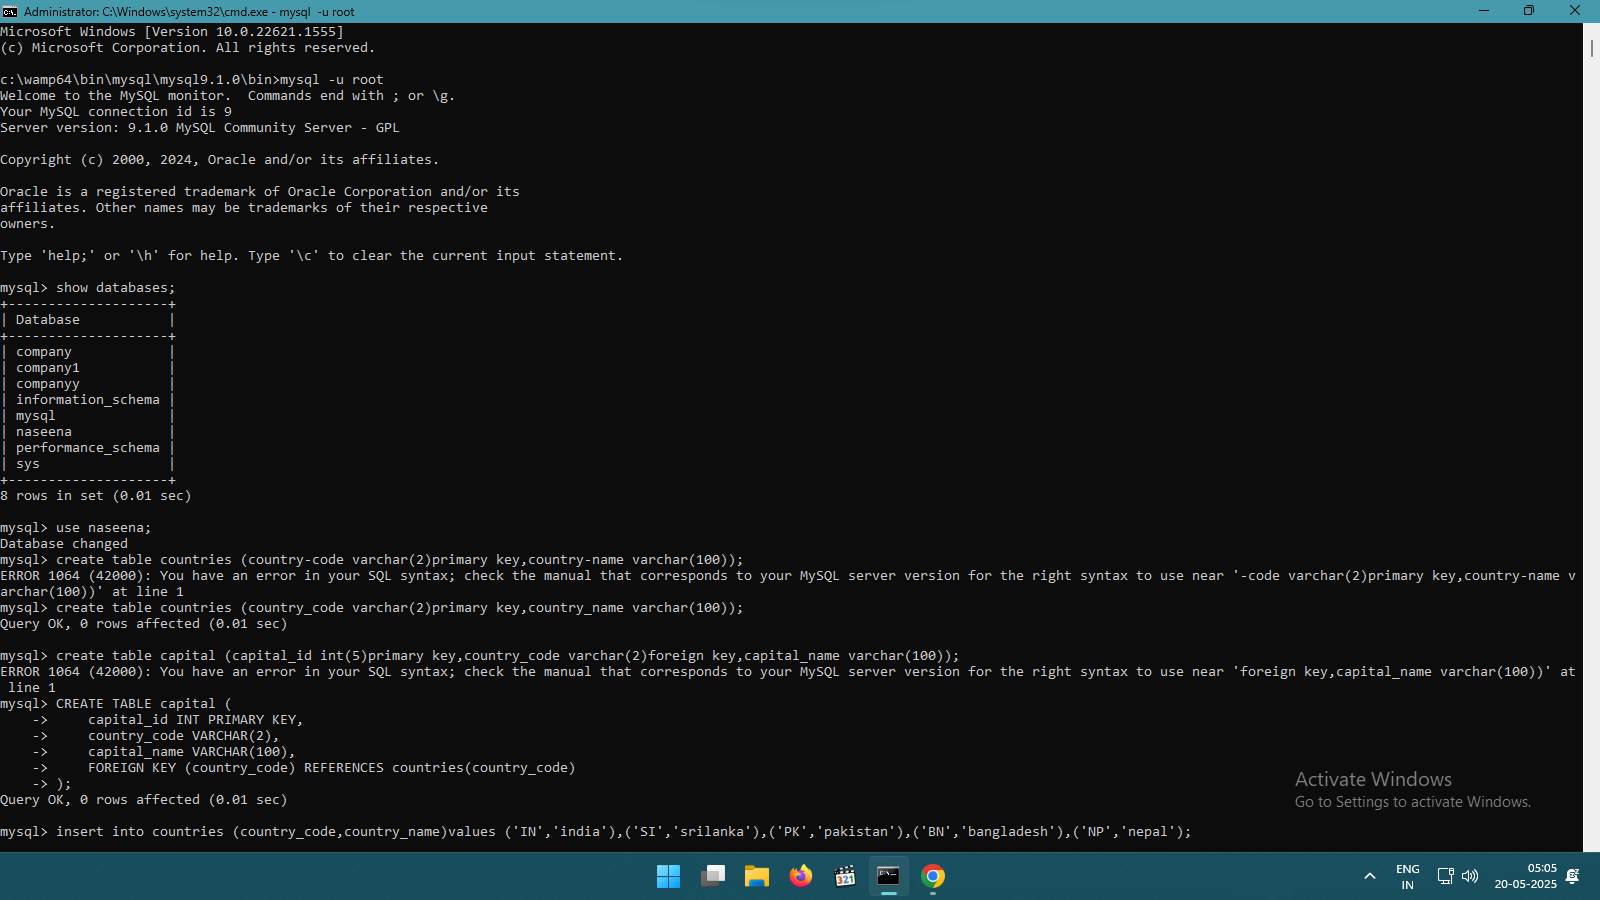 Administrator: C:\Windows\system32\cmd.exe - mysql  -u root
Microsoft Windows [Version 10.0.22621.1555]
(c) Microsoft Corporation. All rights reserved.
c:\wamp64\bin\mysql\mysql9.1.0\bin>mysql -u root
Welcome to the MySQL monitor.  Commands end with ; or \g.
Your MySQL connection id is 9
Server version: 9.1.0 MySQL Community Server - GPL
Copyright (c) 2000, 2024, Oracle and/or its affiliates.
Oracle is a registered trademark of Oracle Corporation and/or its
affiliates. Other names may be trademarks of their respective
owners.
Type 'help;' or '\h' for help. Type '\c' to clear the current input statement.
mysql> show databases;
+--------------------+
| Database           |
+--------------------+
| company            |
| company1           |
| companyy           |
| information_schema |
| mysql              |
| naseena            |
| performance_schema |
| sys                |
+--------------------+
8 rows in set (0.01 sec)
mysql> use naseena;
Database changed
mysql> create table countries (country-code varchar(2)primary key,country-name varchar(100));
ERROR 1064 (42000): You have an error in your SQL syntax; check the manual that corresponds to your MySQL server version for the right syntax to use near '-code varchar(2)primary key,country-name v
archar(100))' at line 1
mysql> create table countries (country_code varchar(2)primary key,country_name varchar(100));
Query OK, 0 rows affected (0.01 sec)
mysql> create table capital (capital_id int(5)primary key,country_code varchar(2)foreign key,capital_name varchar(100));
ERROR 1064 (42000): You have an error in your SQL syntax; check the manual that corresponds to your MySQL server version for the right syntax to use near 'foreign key,capital_name varchar(100))' at
 line 1
mysql> CREATE TABLE capital (
    ->     capital_id INT PRIMARY KEY,
    ->     country_code VARCHAR(2),
    ->     capital_name VARCHAR(100),
    ->     FOREIGN KEY (country_code) REFERENCES countries(country_code)
    -> );
Query OK, 0 rows affected (0.01 sec)
mysql> insert into countries (country_code,country_name)values ('IN','india'),('SI','srilanka'),('PK','pakistan'),('BN','bangladesh'),('NP','nepal');
Activate Windows
Go to Settings to activate Windows.
321
ENG
IN
05:05
20-05-2025